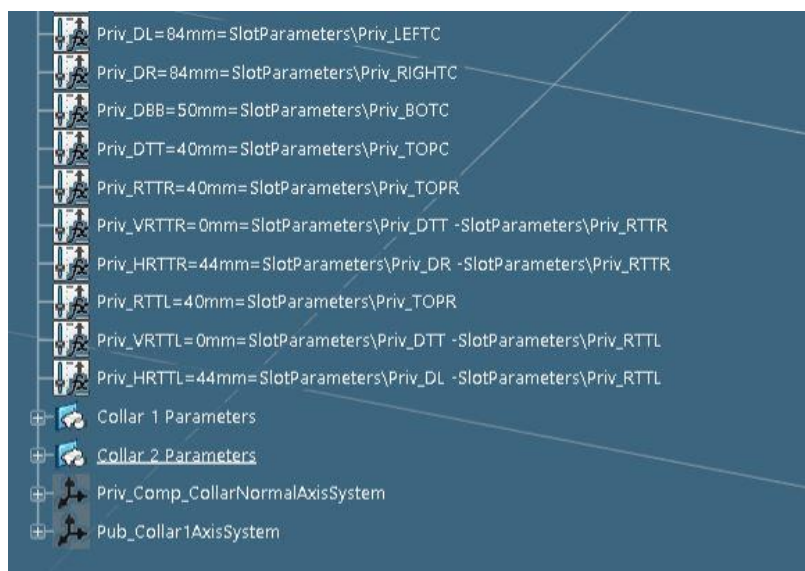 Priv_DL=84mm=SlotParameters\Priv_LEFTC
Priv_DR=84mm=SlotParameters\Priv_RIGHTC
Priv_DBB=50mm=SlotParameters\Priv_BOTC
Priv_DTT=40mm=SlotParameters\Priv_TOPC
Priv_RTTR=40mm=SlotParameters\Priv_TOPR
Priv_VRTTR=0mm=SlotParameters\Priv_DTT -SlotParameters\Priv_RTTR
Priv_HRTTR=44mm=SlotParameters\Priv_DR -SlotParameters\Priv_RTTR
Priv_RTTL=40mm=SlotParameters\Priv_TOPR
Priv_VRTTL=0mm=SlotParameters\Priv_DTT -SlotParameters\Priv_RTTL
Priv_HRTTL=44mm=SlotParameters\Priv_DL -SlotParameters\Priv_RTTL
Collar 1 Parameters
Collar 2 Parameters
Priv_Comp_CollarNormalAxisSystem
Pub_Collar1AxisSystem